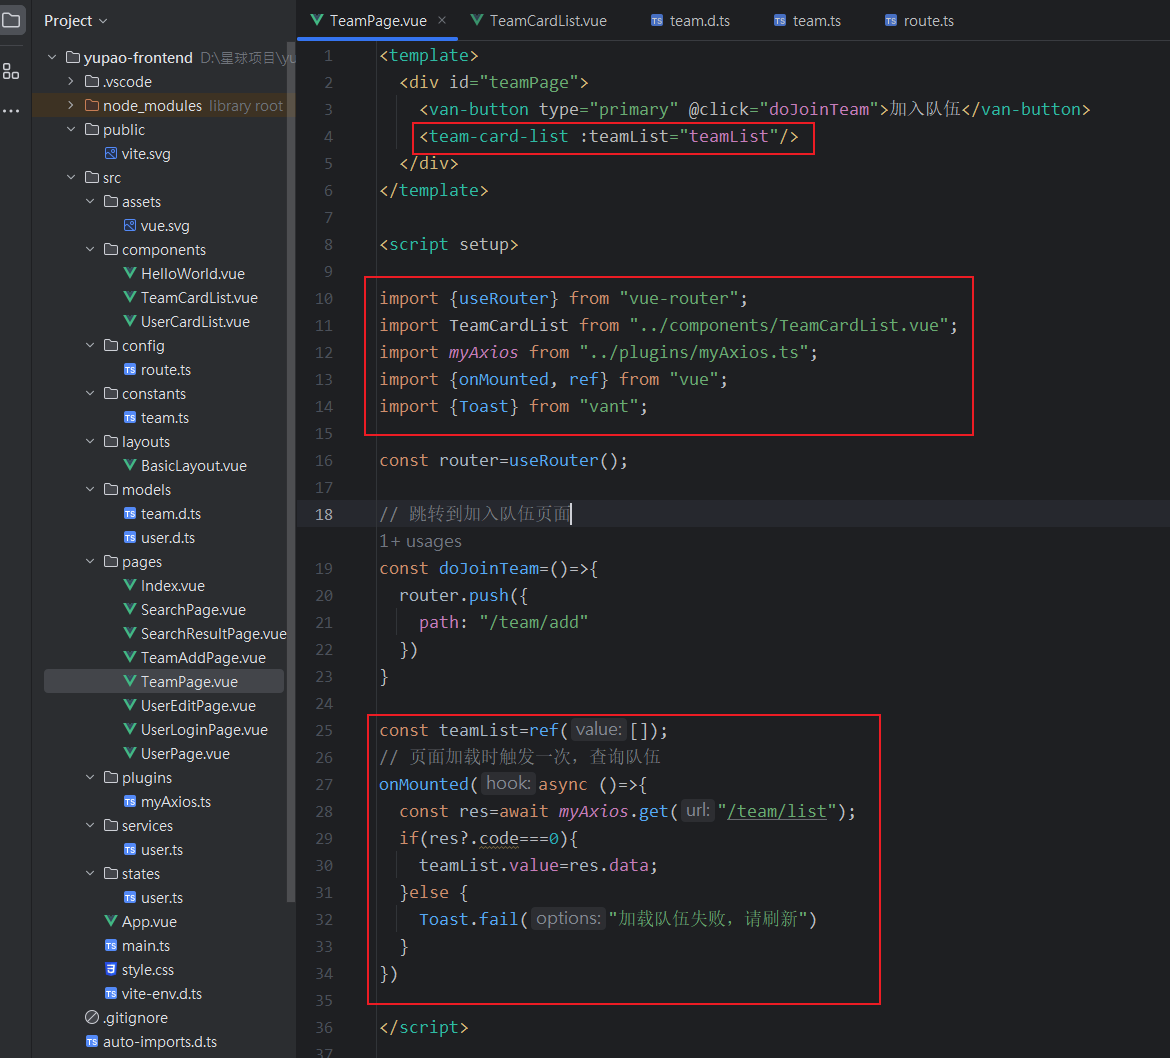 Project
yupao-frontend D:\星球项目\yu
.vscode
node_modules library root
public
vite.svg
src
assets
vue.svg
components
HelloWorld.vue
TeamCardList.vue
UserCardList.vue
config
route.ts
constants
team.ts
layouts
BasicLayout.vue
models
team.d.ts
user.d.ts
pages
Index.vue
SearchPage.vue
SearchResultPage.vue
TeamAddPage.vue
TeamPage.vue
UserEditPage.vue
UserLoginPage.vue
UserPage.vue
plugins
myAxios.ts
services
user.ts
states
user.ts
App.vue
main.ts
style.css
vite-env.d.ts
.gitignore
auto-imports.d.ts
TeamPage.vue × TeamCardList.vue team.d.ts team.ts route.ts
1 <template>
2 <div id="teamPage">
3 <van-button type="primary" @click="doJoinTeam">加入队伍</van-button>
4 <team-card-list :teamList="teamList"/>
5 </div>
6 </template>
7
8 <script setup>
9
10 import {useRouter} from "vue-router";
11 import TeamCardList from "../components/TeamCardList.vue";
12 import myAxios from "../plugins/myAxios.ts";
13 import {onMounted, ref} from "vue";
14 import {Toast} from "vant";
15
16 const router=useRouter();
17
18 // 跳转到加入队伍页面
1+ usages
19 const doJoinTeam=()=>{
20 router.push({
21 path: "/team/add"
22 })
23 }
24
25 const teamList=ref( value: []);
26 // 页面加载时触发一次，查询队伍
27 onMounted( hook: async ()=>{
28 const res=await myAxios.get( url: "/team/list");
29 if(res?.code===0){
30 teamList.value=res.data;
31 }else {
32 Toast.fail( options: "加载队伍失败，请刷新")
33 }
34 })
35
36 </script>
37